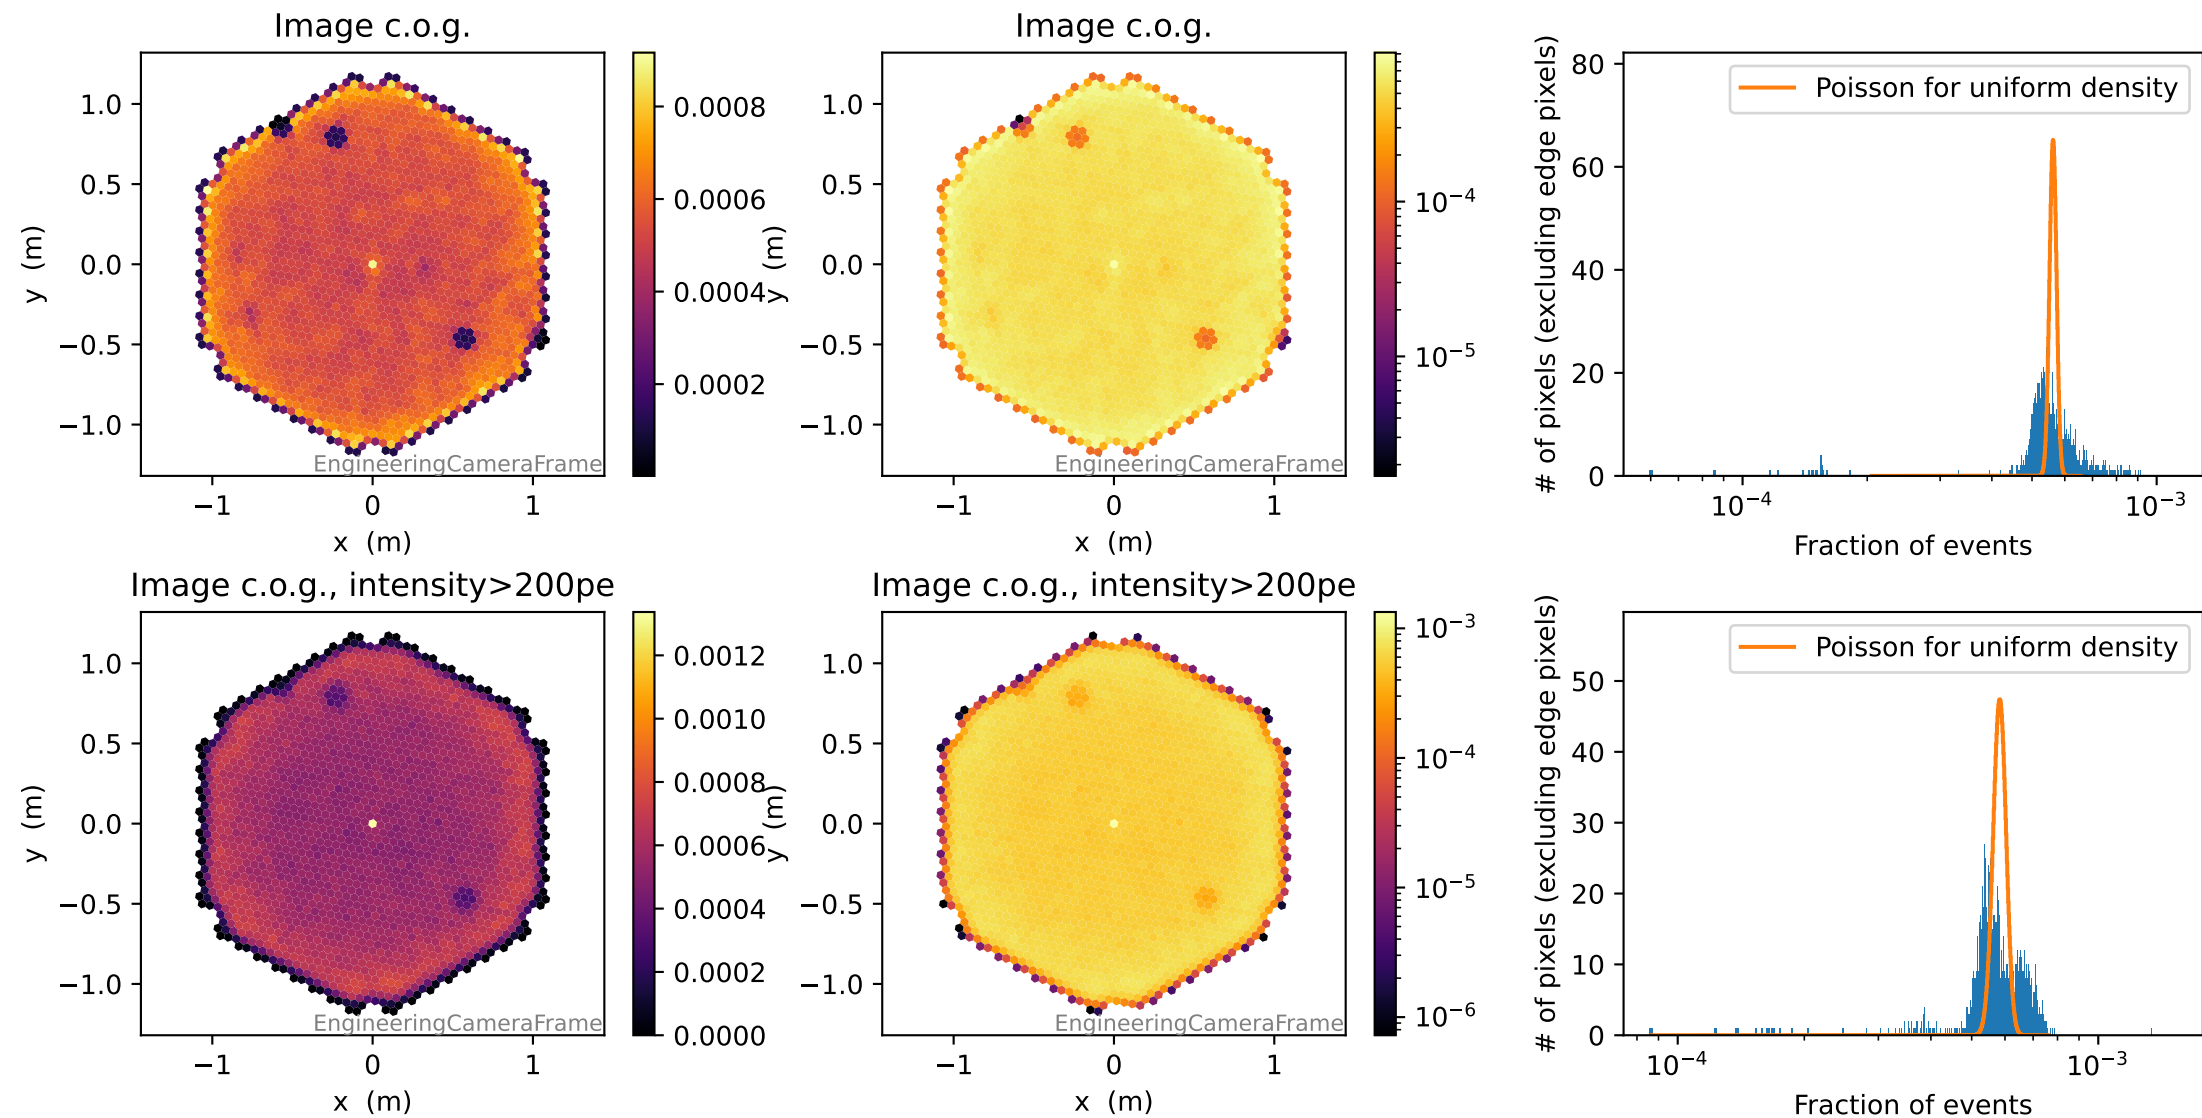 Image c.o.g.
1.0
0.5
0.0
−0.5
−1.0
y (m)
−1
0
1
x (m)
EngineeringCameraFrame
0.0008
0.0006
0.0004
0.0002
Image c.o.g.
1.0
0.5
0.0
−0.5
−1.0
y (m)
−1
0
1
x (m)
EngineeringCameraFrame
10⁻⁴
10⁻⁵
80
60
40
20
0
# of pixels (excluding edge pixels)
Poisson for uniform density
10⁻⁴
10⁻³
Fraction of events
Image c.o.g., intensity>200pe
1.0
0.5
0.0
−0.5
−1.0
y (m)
−1
0
1
x (m)
EngineeringCameraFrame
0.0012
0.0010
0.0008
0.0006
0.0004
0.0002
0.0000
Image c.o.g., intensity>200pe
1.0
0.5
0.0
−0.5
−1.0
y (m)
−1
0
1
x (m)
EngineeringCameraFrame
10⁻³
10⁻⁴
10⁻⁵
10⁻⁶
50
40
30
20
10
0
# of pixels (excluding edge pixels)
Poisson for uniform density
10⁻⁴
10⁻³
Fraction of events